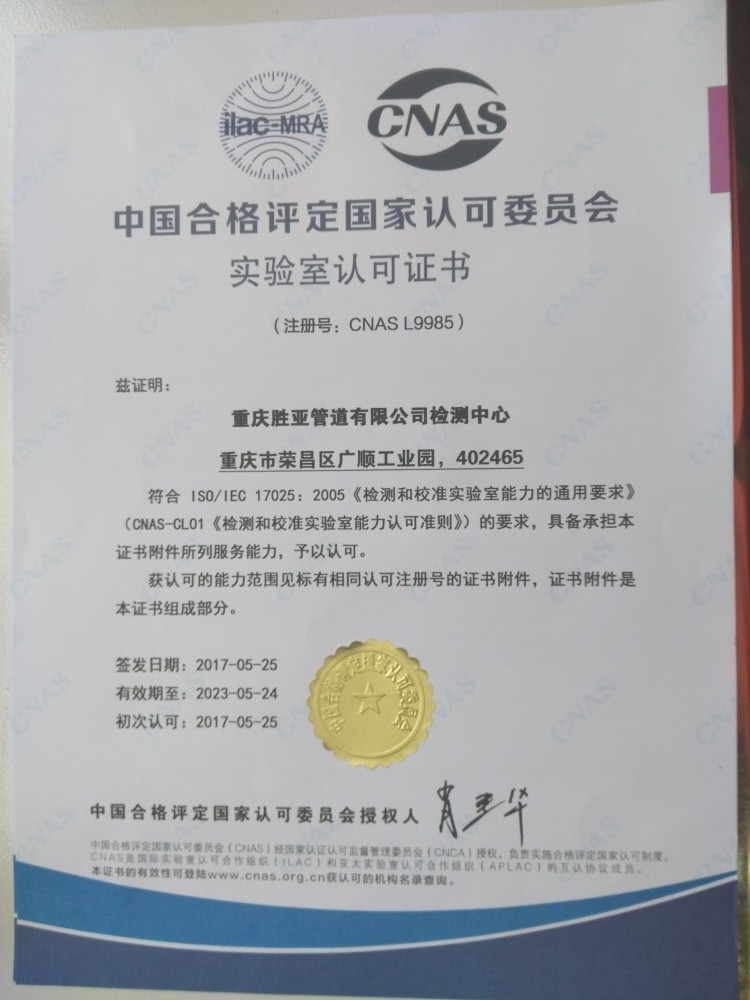 ilac-MRA
CNAS
中国合格评定国家认可委员会
实验室认可证书
（注册号：CNAS L9985）
兹证明：
重庆胜亚管道有限公司检测中心
重庆市荣昌区广顺工业园，402465
符合 ISO/IEC 17025：2005《检测和校准实验室能力的通用要求》
（CNAS-CL01《检测和校准实验室能力认可准则》）的要求，具备承担本
证书附件所列服务能力，予以认可。
获认可的能力范围见标有相同认可注册号的证书附件，证书附件是
本证书组成部分。
签发日期：2017-05-25
有效期至：2023-05-24
初次认可：2017-05-25
中国合格评定国家认可委员会
中国合格评定国家认可委员会授权人
中国合格评定国家认可委员会（CNAS）经国家认证认可监督管理委员会（CNCA）授权，负责实施合格评定国家认可制度。
CNAS是国际实验室认可合作组织（ILAC）和亚太实验室认可合作组织（APLAC）的互认协议成员。
本证书的有效性可登陆www.cnas.org.cn获认可的机构名录查询。